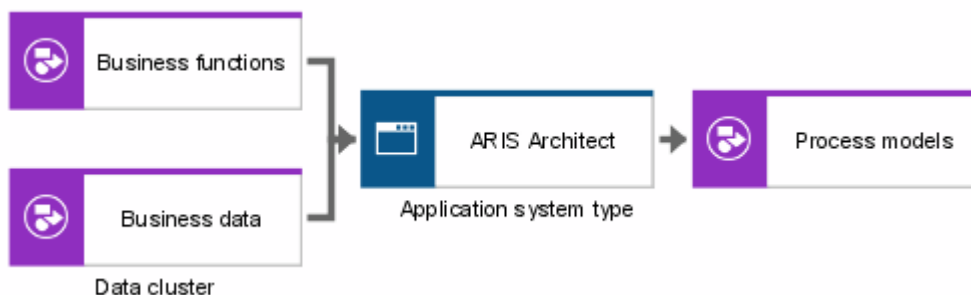 Business functions
ARIS Architect
Process models
Application system type
Business data
Data cluster